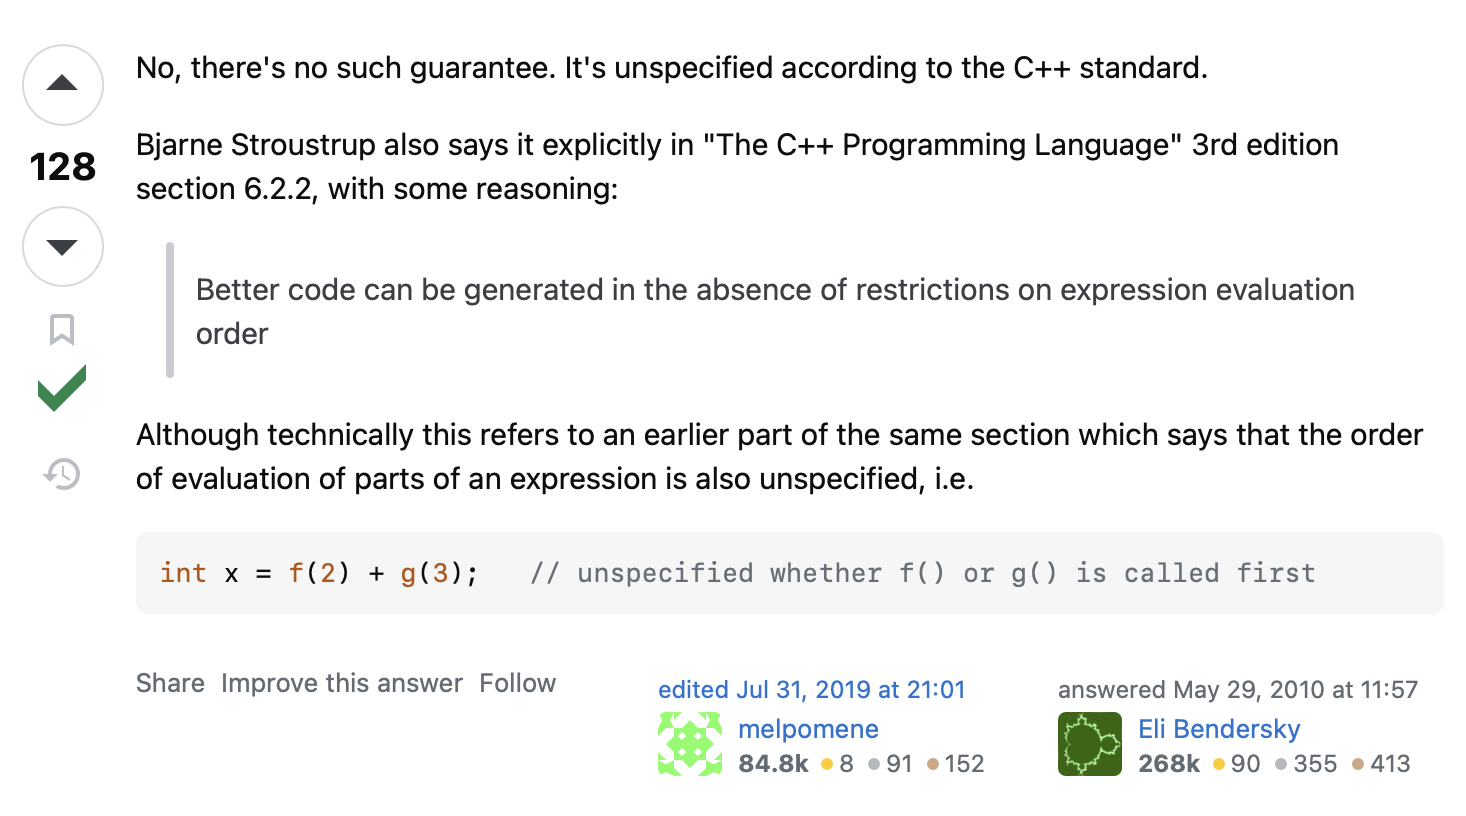 No, there's no such guarantee. It's unspecified according to the C++ standard.
128
Bjarne Stroustrup also says it explicitly in "The C++ Programming Language" 3rd edition
section 6.2.2, with some reasoning:
Better code can be generated in the absence of restrictions on expression evaluation
order
Although technically this refers to an earlier part of the same section which says that the order
of evaluation of parts of an expression is also unspecified, i.e.
int x = f(2) + g(3);   // unspecified whether f() or g() is called first
Share Improve this answer Follow
edited Jul 31, 2019 at 21:01
melpomene
84.8k 8 91 152
answered May 29, 2010 at 11:57
Eli Bendersky
268k 90 355 413